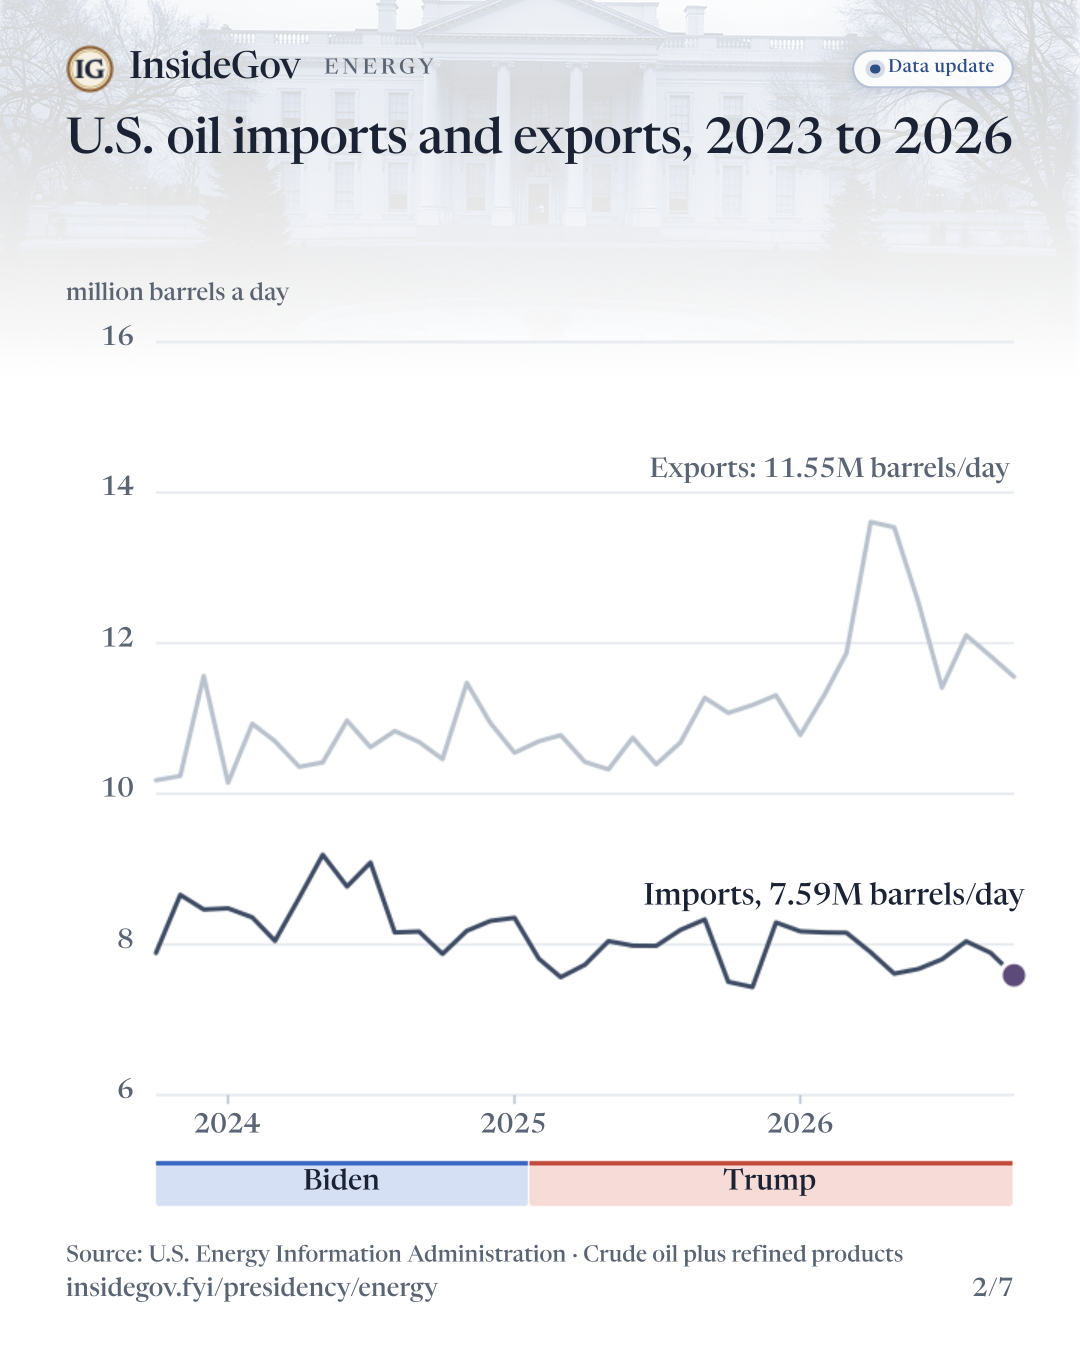 IG InsideGov ENERGY
Data update
U.S. oil imports and exports, 2023 to 2026
million barrels a day
16
Exports: 11.55M barrels/day
14
12
10
Imports, 7.59M barrels/day
8
6
2024 2025 2026
Biden Trump
Source: U.S. Energy Information Administration · Crude oil plus refined products
insidegov.fyi/presidency/energy 2/7